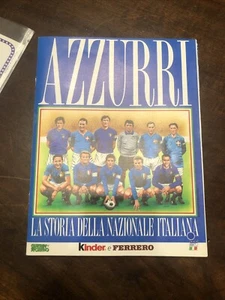 AZZURRI
LA STORIA DELLA NAZIONALE ITALIANA
Kinder e FERRERO